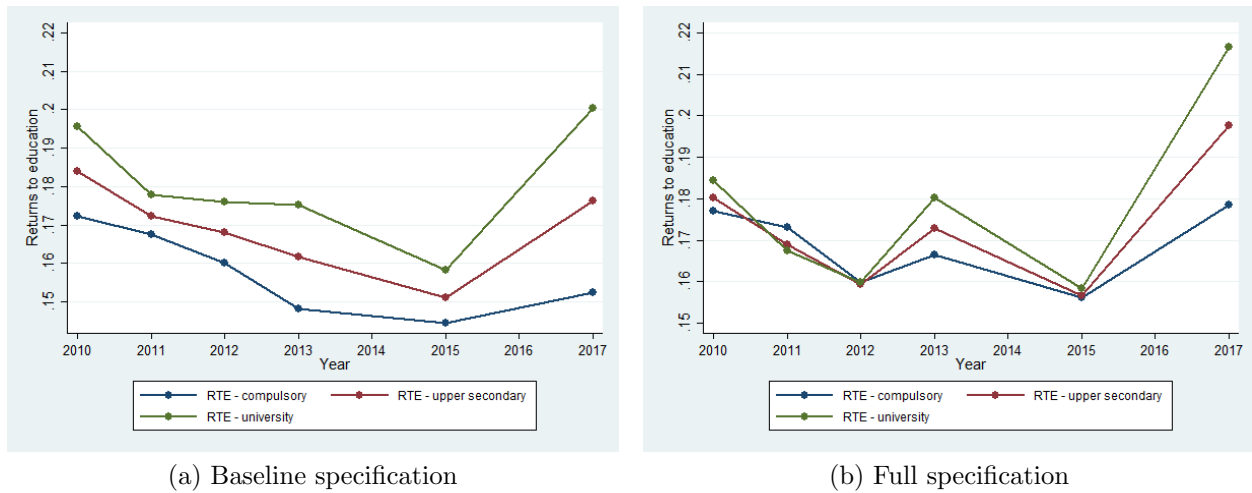 .22
.21
.2
.19
.18
.17
.16
.15
Returns to education
2010 2011 2012 2013 2014 2015 2016 2017
Year
RTE - compulsory RTE - upper secondary
RTE - university
(a) Baseline specification
.22
.21
.2
.19
.18
.17
.16
.15
Returns to education
2010 2011 2012 2013 2014 2015 2016 2017
Year
RTE - compulsory RTE - upper secondary
RTE - university
(b) Full specification